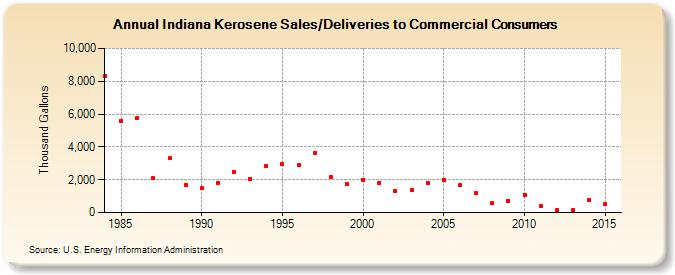 Annual Indiana Kerosene Sales/Deliveries to Commercial Consumers
Thousand Gallons
10,000
8,000
6,000
4,000
2,000
0
1985 1990 1995 2000 2005 2010 2015
Source: U.S. Energy Information Administration